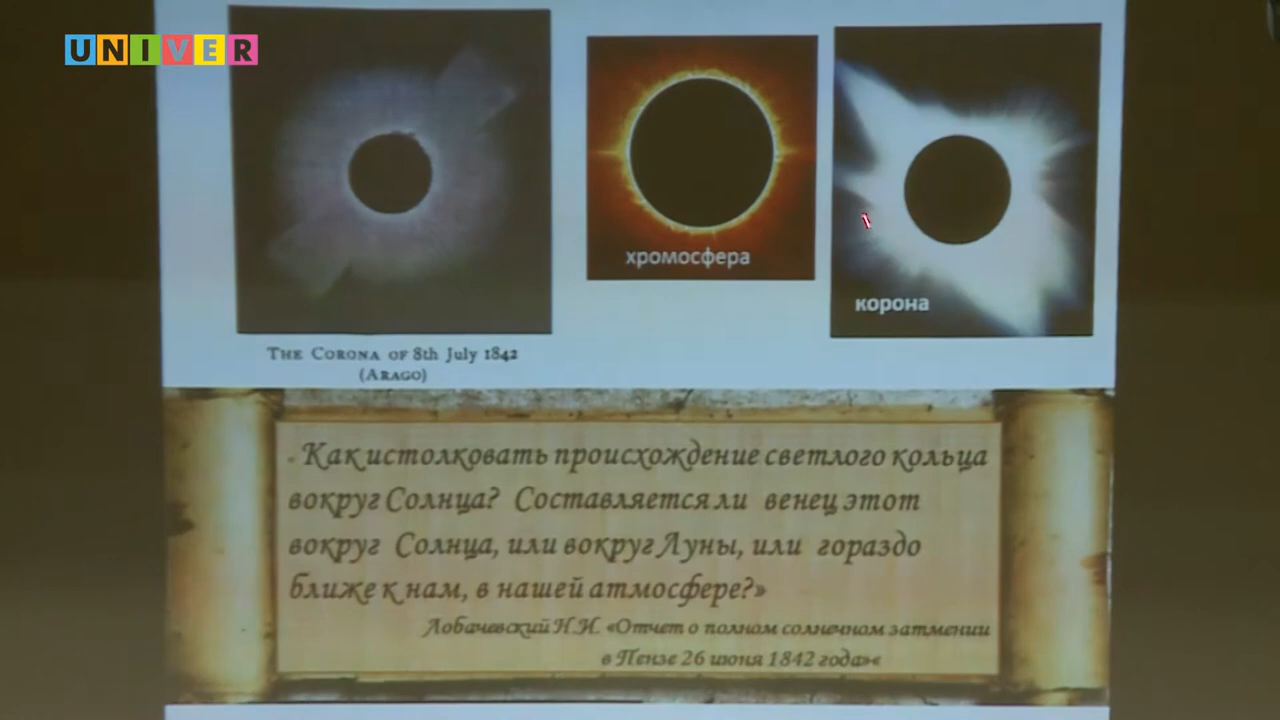 UNIVER
хромосфера
корона
THE CORONA OF 8th July 1842
(ARAGO)
«Как истолковать происхождение светлого кольца
вокруг Солнца? Составляется ли венец этот
вокруг Солнца, или вокруг Луны, или гораздо
ближе к нам, в нашей атмосфере?»
Лобачевский Н.И. «Отчет о полном солнечном затмении
в Пензе 26 июня 1842 года»«